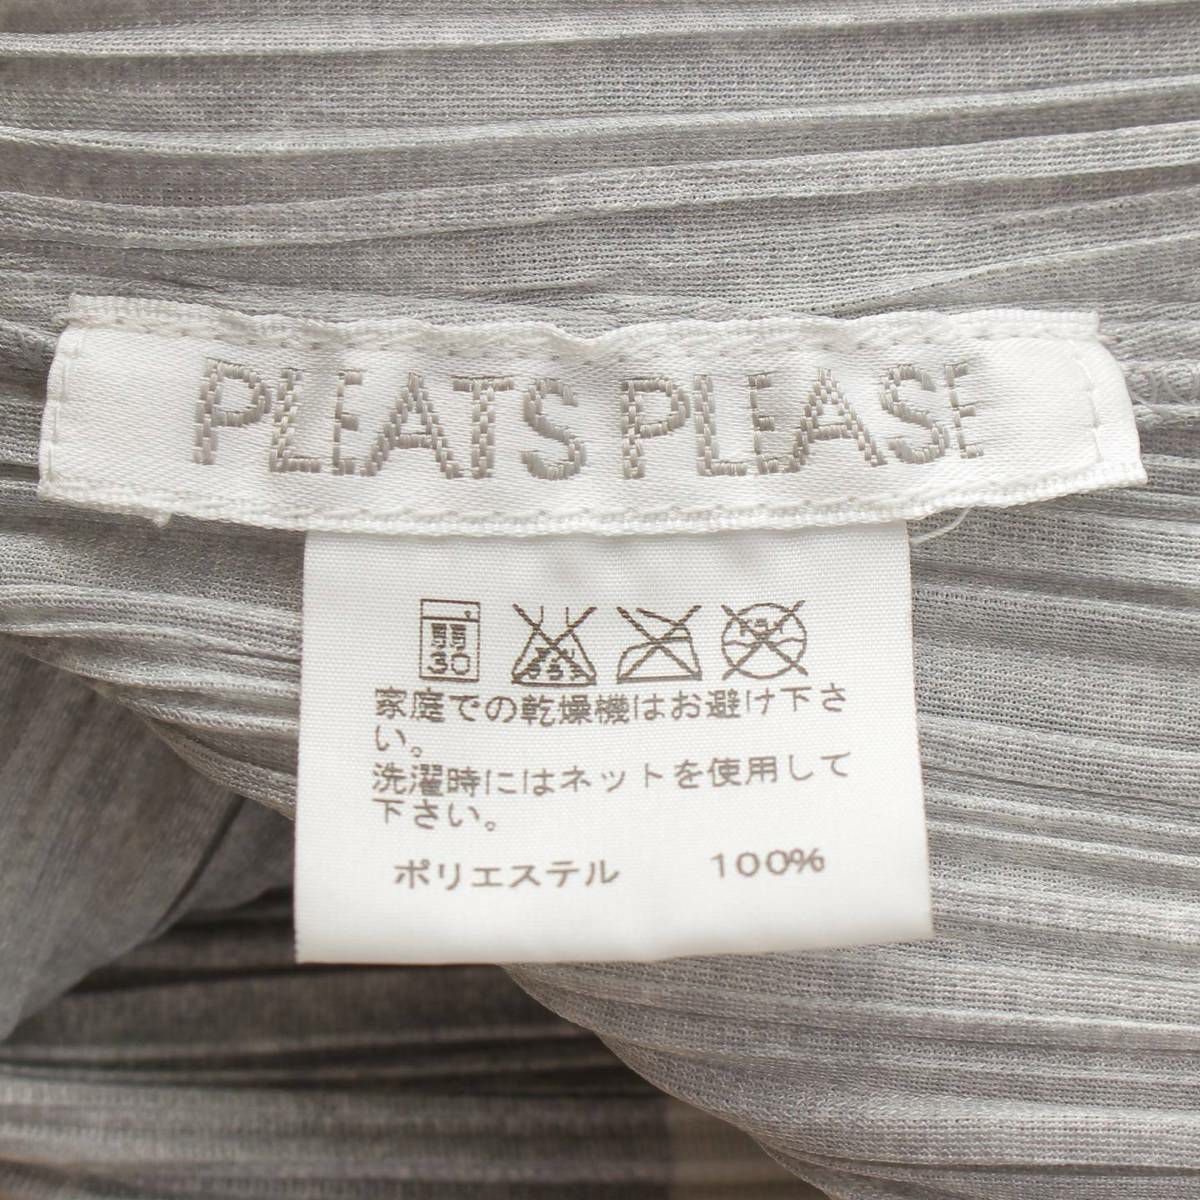 PLEATS PLEASE
弱
30
家庭での乾燥機はお避け下さ
い。
洗濯時にはネットを使用して
下さい。
ポリエステル 100%